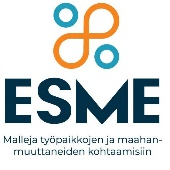 ESME
Malleja työpaikkojen ja maahan-
muuttaneiden kohtaamisiin